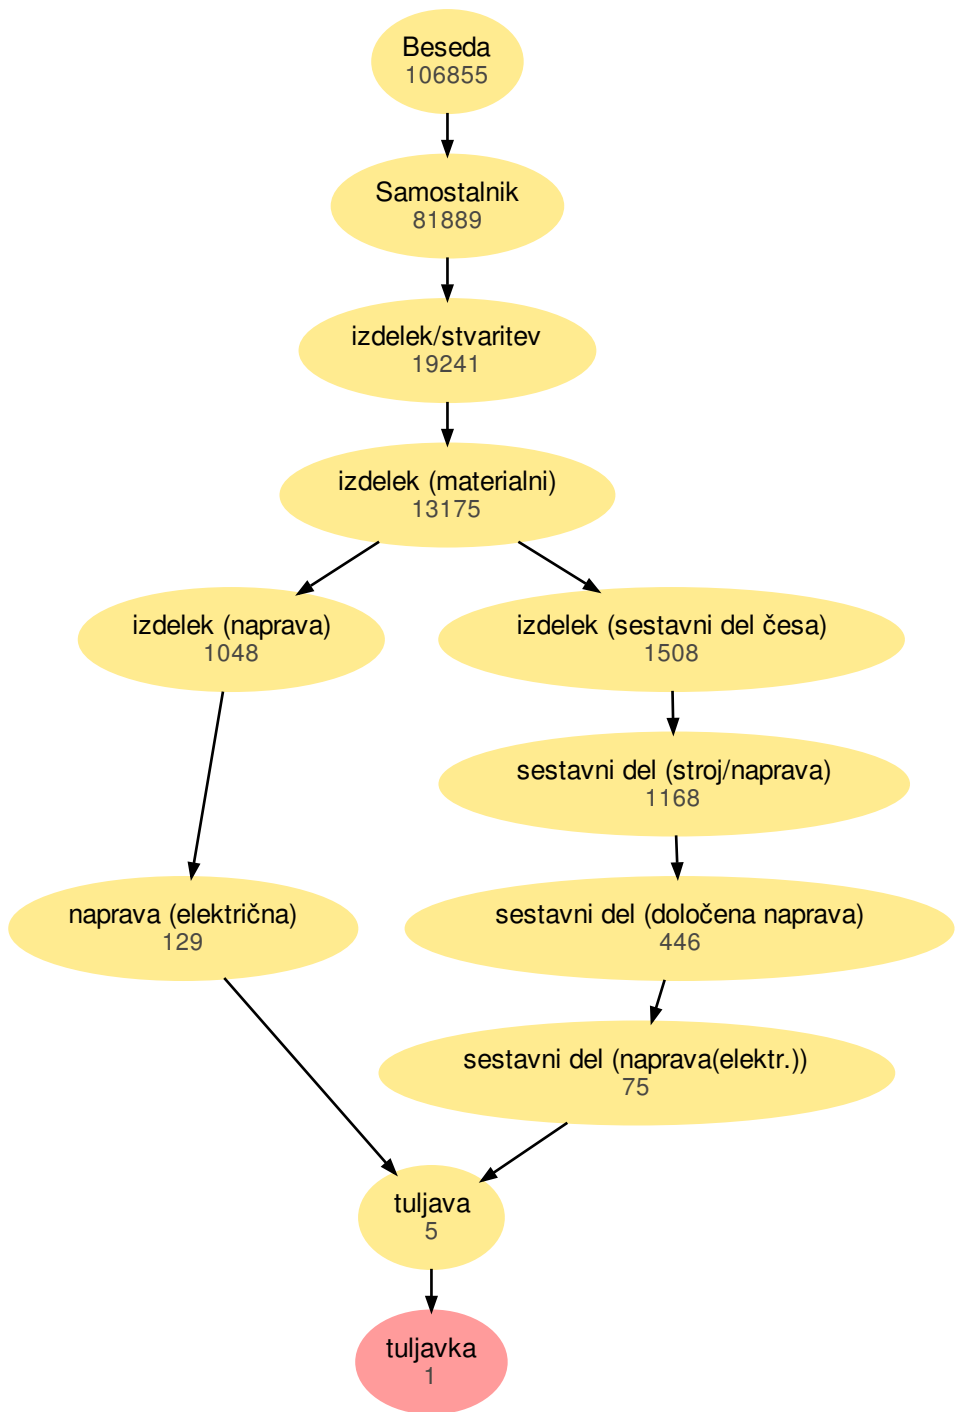 Beseda
106855
Samostalnik
81889
izdelek/stvaritev
19241
izdelek (materialni)
13175
izdelek (naprava)
1048
izdelek (sestavni del česa)
1508
sestavni del (stroj/naprava)
1168
naprava (električna)
129
sestavni del (določena naprava)
446
sestavni del (naprava(elektr.))
75
tuljava
5
tuljavka
1